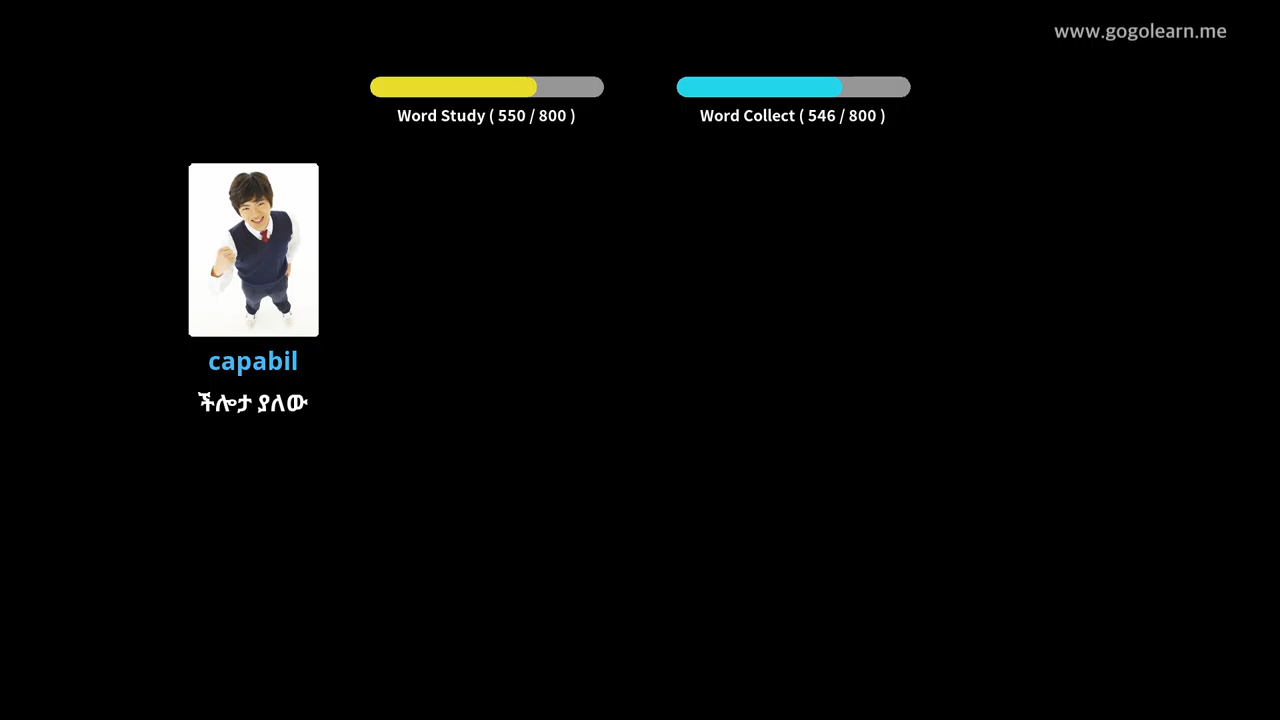 www.gogolearn.me
Word Study ( 550 / 800 )
Word Collect ( 546 / 800 )
capabil
ችሎታ ያለው